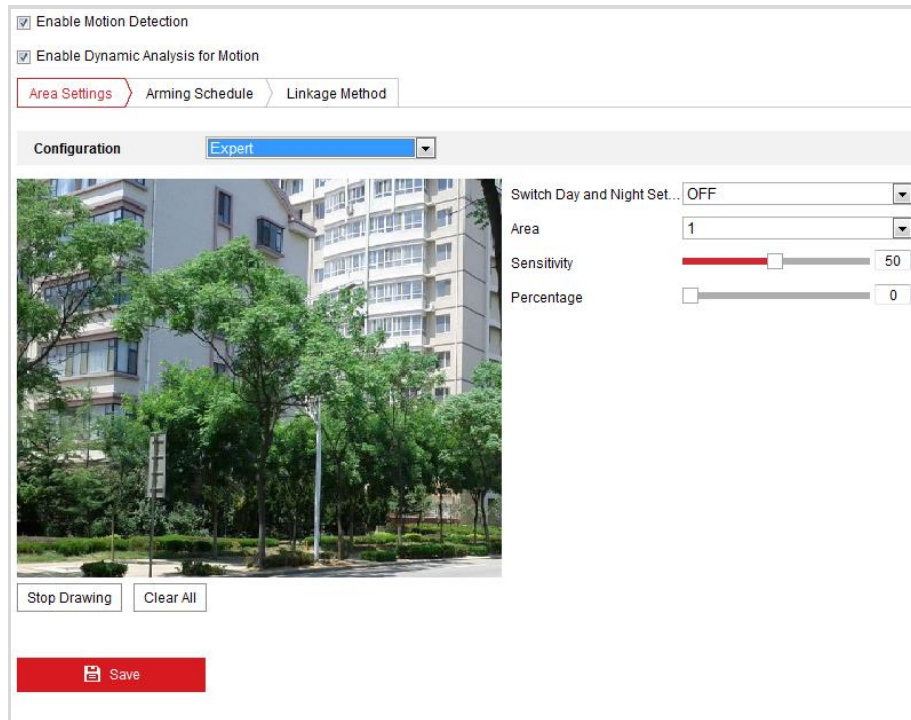 Enable Motion Detection
Enable Dynamic Analysis for Motion
Area Settings Arming Schedule Linkage Method
Configuration Expert
Switch Day and Night Set... OFF
Area 1
Sensitivity 50
Percentage 0
Stop Drawing Clear All
Save